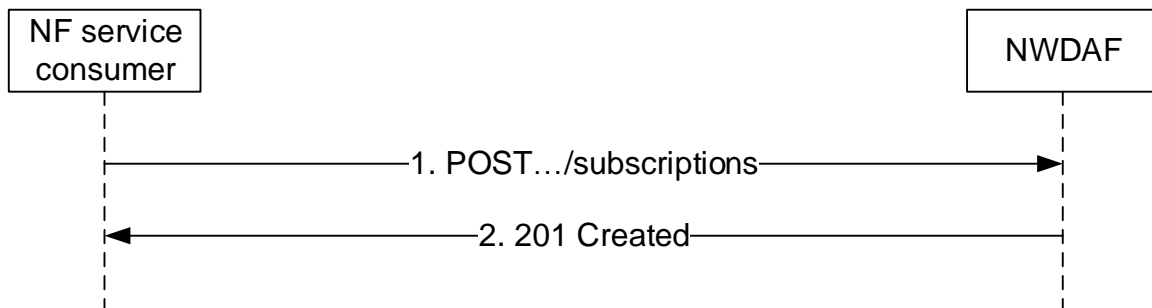 NF service
consumer
NWDAF
1. POST…/subscriptions
2. 201 Created